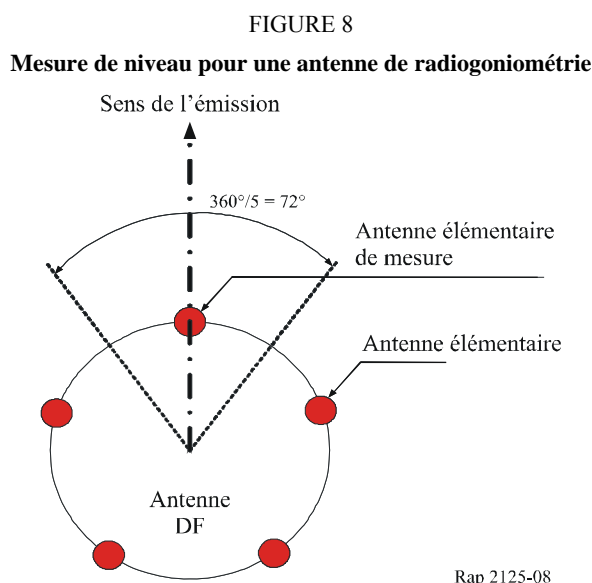 FIGURE 8
Mesure de niveau pour une antenne de radiogoniométrie
Sens de l'émission
360°/5 = 72°
Antenne élémentaire
de mesure
Antenne élémentaire
Antenne
DF
Rap 2125-08